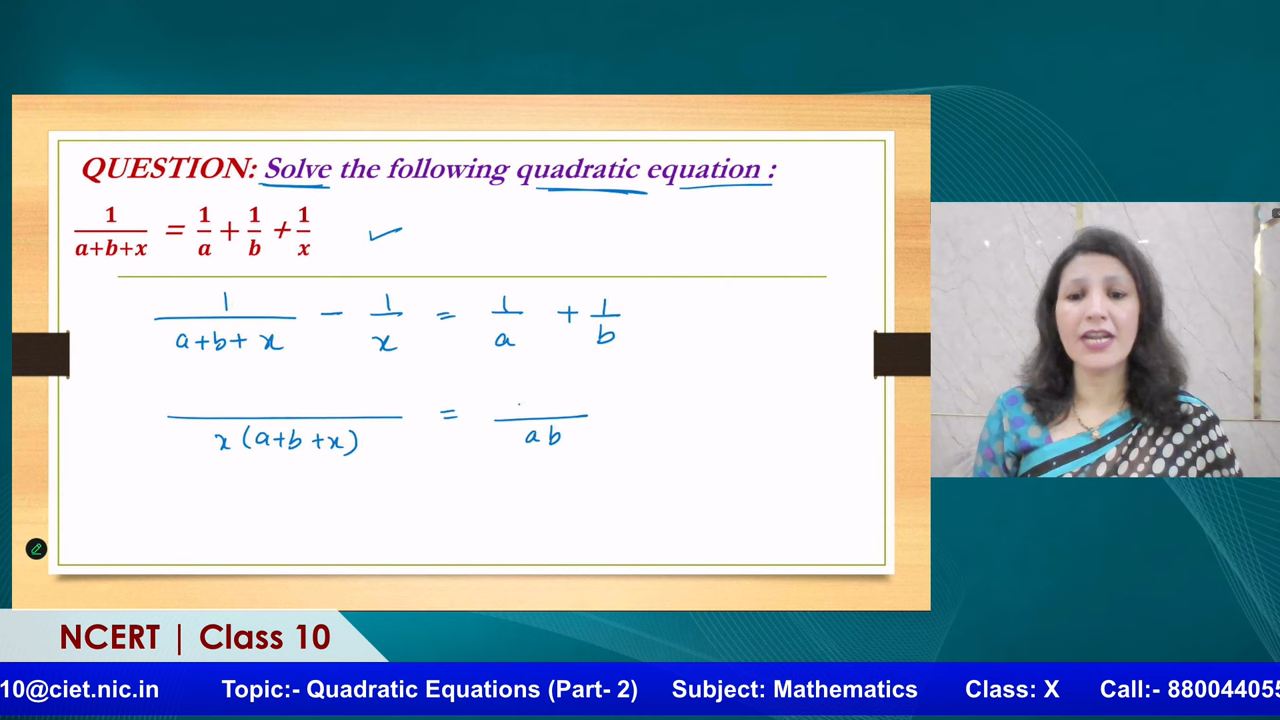 QUESTION: Solve the following quadratic equation :
1/(a+b+x) = 1/a + 1/b + 1/x ✓
1/(a+b+x) - 1/x = 1/a + 1/b
/(x(a+b+x)) = /(ab)
NCERT | Class 10
10@ciet.nic.in Topic:- Quadratic Equations (Part- 2) Subject: Mathematics Class: X Call:- 880044055